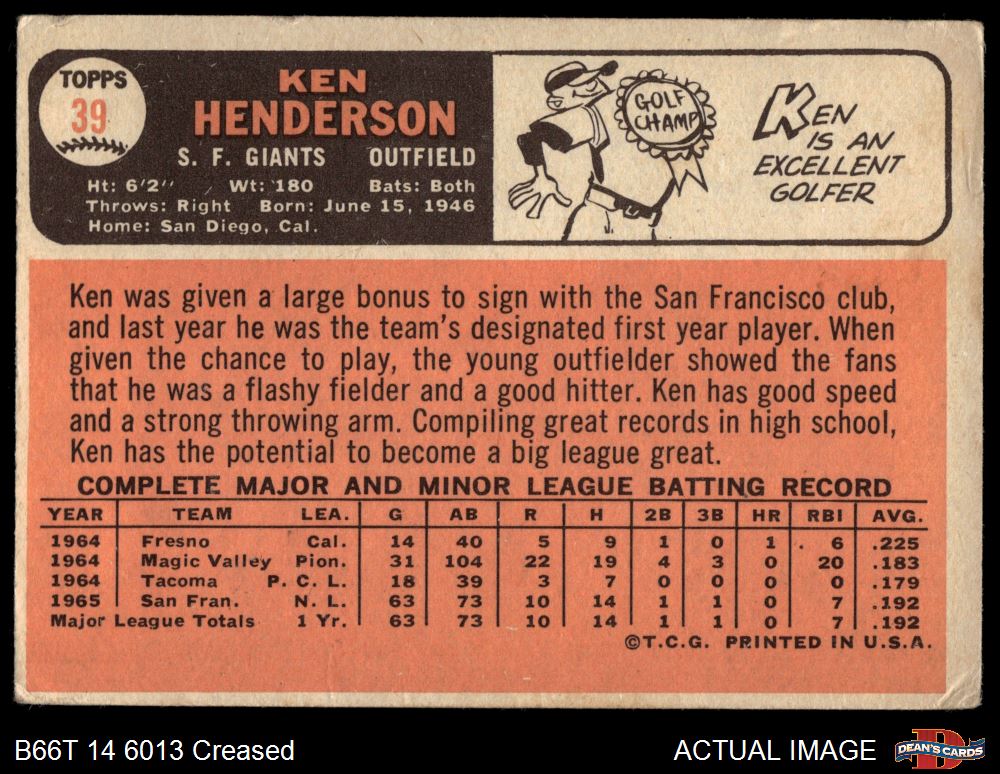 TOPPS
39
KEN
HENDERSON
S. F. GIANTS OUTFIELD
Ht: 6'2" Wt: 180 Bats: Both
Throws: Right Born: June 15, 1946
Home: San Diego, Cal.
GOLF
CHAMP
KEN
IS AN
EXCELLENT
GOLFER
Ken was given a large bonus to sign with the San Francisco club,
and last year he was the team's designated first year player. When
given the chance to play, the young outfielder showed the fans
that he was a flashy fielder and a good hitter. Ken has good speed
and a strong throwing arm. Compiling great records in high school,
Ken has the potential to become a big league great.
COMPLETE MAJOR AND MINOR LEAGUE BATTING RECORD
YEAR TEAM LEA. G AB R H 2B 3B HR RBI AVG.
1964 Fresno Cal. 14 40 5 9 1 0 1 6 .225
1964 Magic Valley Pion. 31 104 22 19 4 3 0 20 .183
1964 Tacoma P. C. L. 18 39 3 7 0 0 0 0 .179
1965 San Fran. N. L. 63 73 10 14 1 1 0 7 .192
Major League Totals 1 Yr. 63 73 10 14 1 1 0 7 .192
©T.C.G. PRINTED IN U.S.A.
B66T 14 6013 Creased
ACTUAL IMAGE
D
DEAN'S CARDS